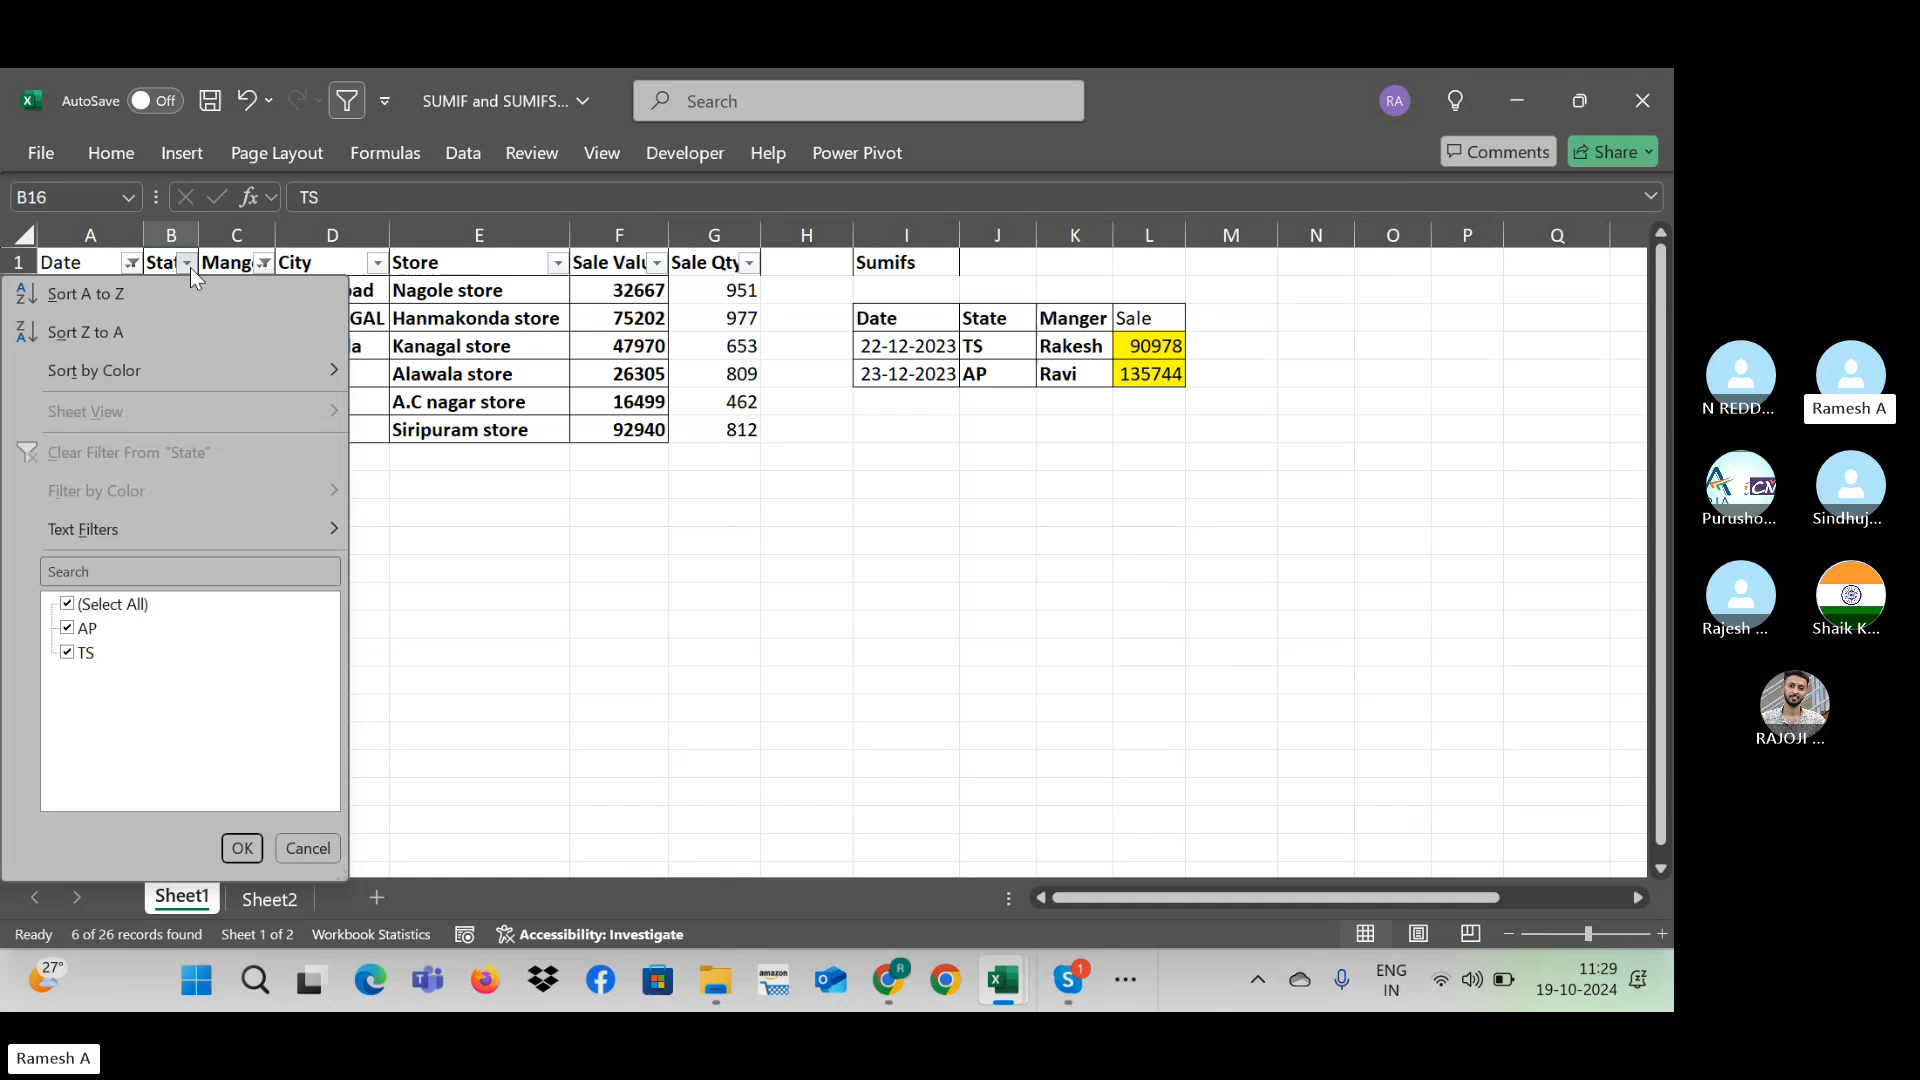 AutoSave Off SUMIF and SUMIFS... Search RA
File Home Insert Page Layout Formulas Data Review View Developer Help Power Pivot Comments Share
B16 fx TS
A B C D E F G H I J K L M N O P Q
1 Date Stat Mang City Store Sale Valu Sale Qty Sumifs
Sort A to Z
Sort Z to A
Sort by Color
Sheet View
Clear Filter From "State"
Filter by Color
Text Filters
Search
(Select All)
AP
TS
OK Cancel
ad Nagole store 32667 951
GAL Hanmakonda store 75202 977 Date State Manger Sale
la Kanagal store 47970 653 22-12-2023 TS Rakesh 90978
Alawala store 26305 809 23-12-2023 AP Ravi 135744
A.C nagar store 16499 462
Siripuram store 92940 812
N REDD... Ramesh A
Purusho... Sindhuj...
Rajesh ... Shaik K...
RAJOJI ...
Sheet1 Sheet2
Ready 6 of 26 records found Sheet 1 of 2 Workbook Statistics Accessibility: Investigate
27° amazon R 1 ENG 11:29
IN 19-10-2024
Ramesh A